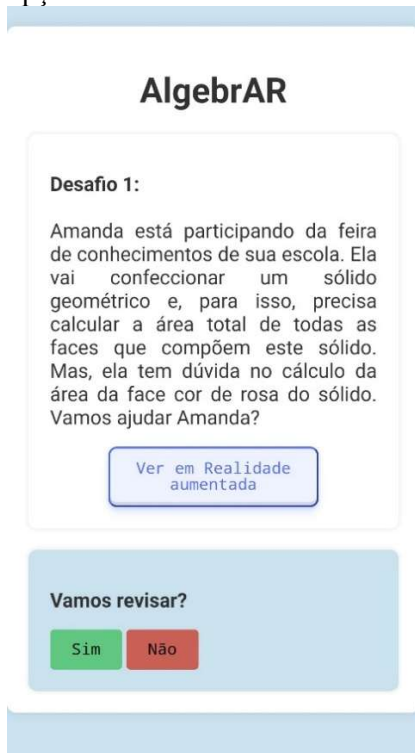 AlgebrAR
Desafio 1:
Amanda está participando da feira
de conhecimentos de sua escola. Ela
vai confeccionar um sólido
geométrico e, para isso, precisa
calcular a área total de todas as
faces que compõem este sólido.
Mas, ela tem dúvida no cálculo da
área da face cor de rosa do sólido.
Vamos ajudar Amanda?
Ver em Realidade
aumentada
Vamos revisar?
Sim Não